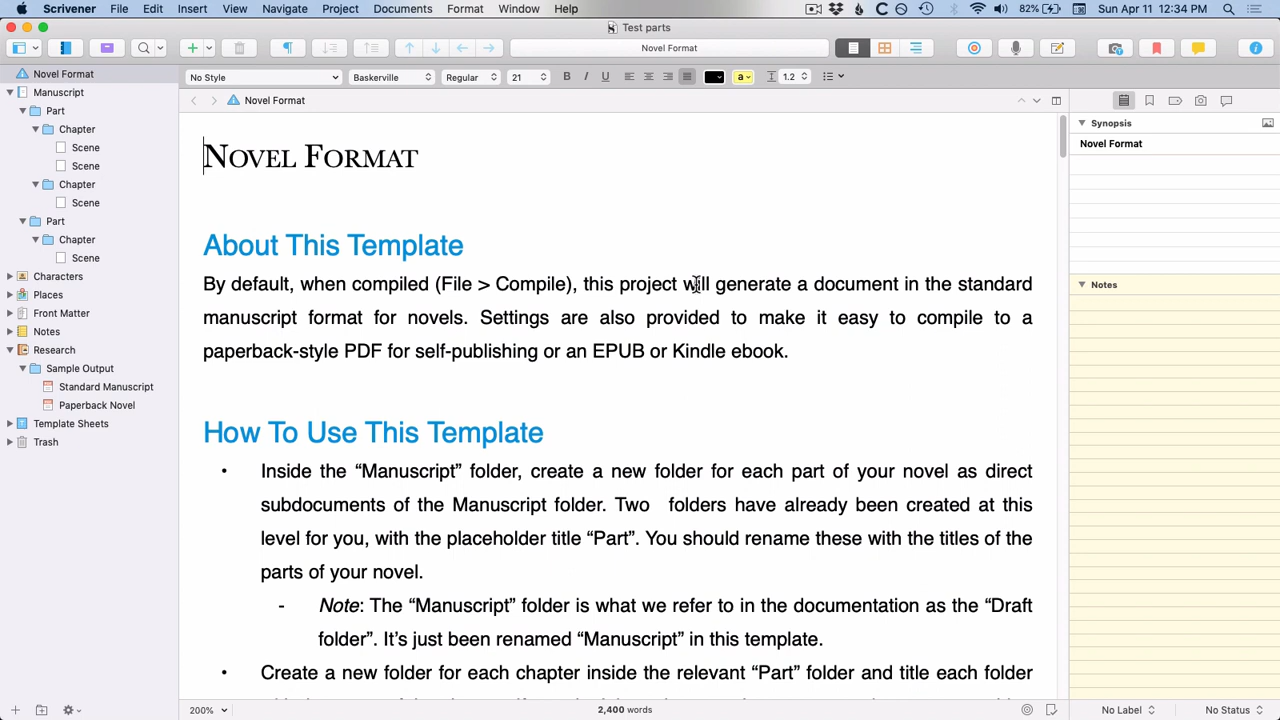 Scrivener File Edit Insert View Navigate Project Documents Format Window Help 82% Sun Apr 11 12:34 PM
Test parts
Novel Format
No Style Baskerville Regular 21 B I U a 1.2
Novel Format
Manuscript
Part
Chapter
Scene
Scene
Chapter
Scene
Part
Chapter
Scene
Characters
Places
Front Matter
Notes
Research
Sample Output
Standard Manuscript
Paperback Novel
Template Sheets
Trash
Novel Format
Novel Format
About This Template
By default, when compiled (File > Compile), this project will generate a document in the standard
manuscript format for novels. Settings are also provided to make it easy to compile to a
paperback-style PDF for self-publishing or an EPUB or Kindle ebook.
How To Use This Template
• Inside the “Manuscript” folder, create a new folder for each part of your novel as direct
subdocuments of the Manuscript folder. Two folders have already been created at this
level for you, with the placeholder title “Part”. You should rename these with the titles of the
parts of your novel.
- Note: The “Manuscript” folder is what we refer to in the documentation as the “Draft
folder”. It’s just been renamed “Manuscript” in this template.
• Create a new folder for each chapter inside the relevant “Part” folder and title each folder
Synopsis
Novel Format
Notes
200%
2,400 words
No Label
No Status